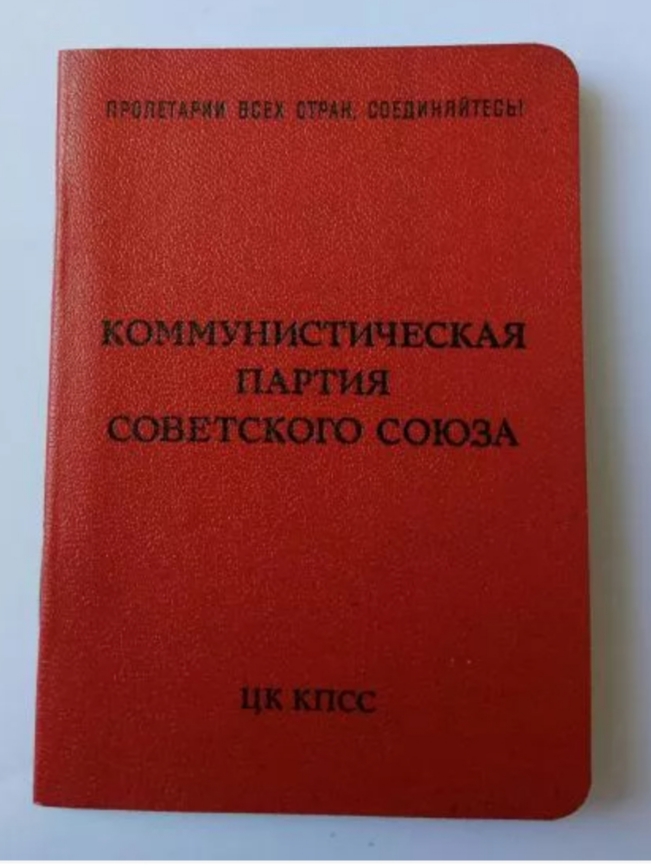 ПРОЛЕТАРИИ ВСЕХ СТРАН, СОЕДИНЯЙТЕСЬ!
КОММУНИСТИЧЕСКАЯ
ПАРТИЯ
СОВЕТСКОГО СОЮЗА
ЦК КПСС